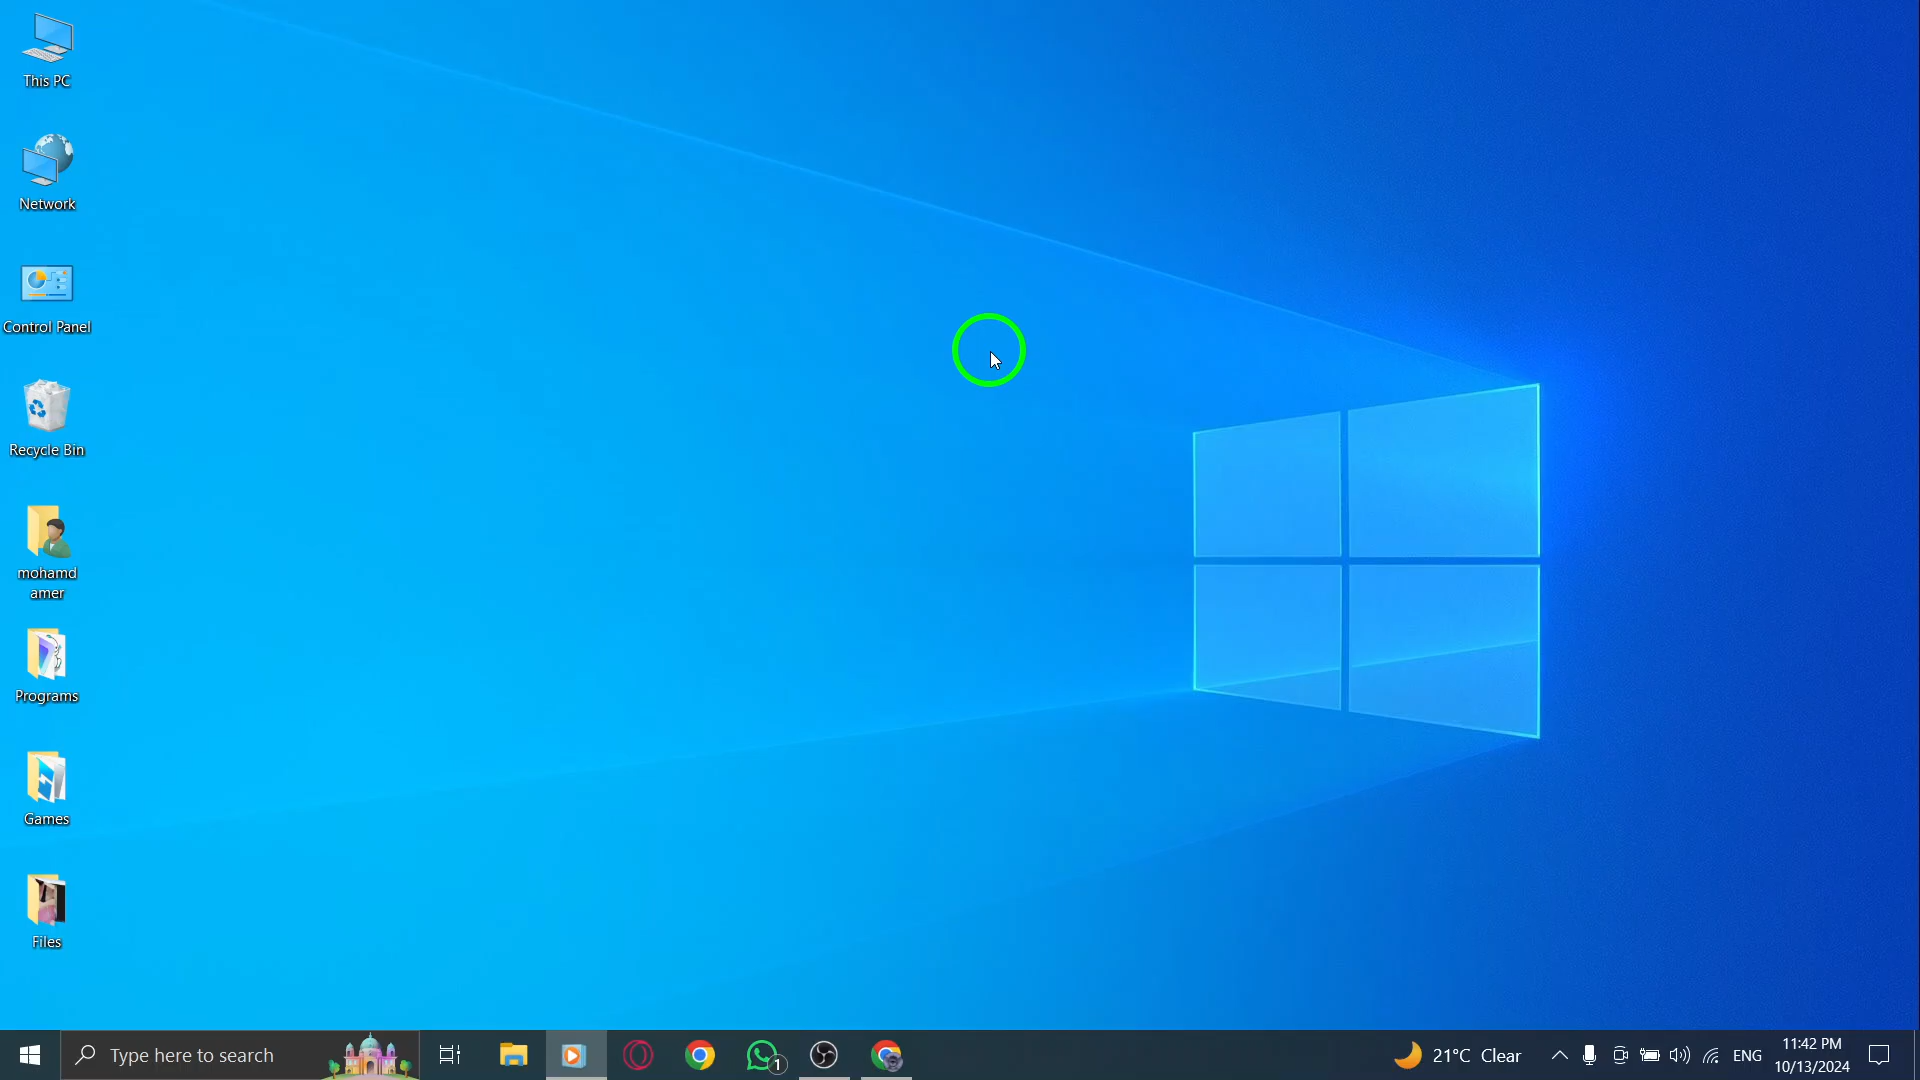 This PC
Network
Control Panel
Recycle Bin
mohamd
amer
Programs
Games
Files
Type here to search
1
21°C Clear
ENG
11:42 PM
10/13/2024